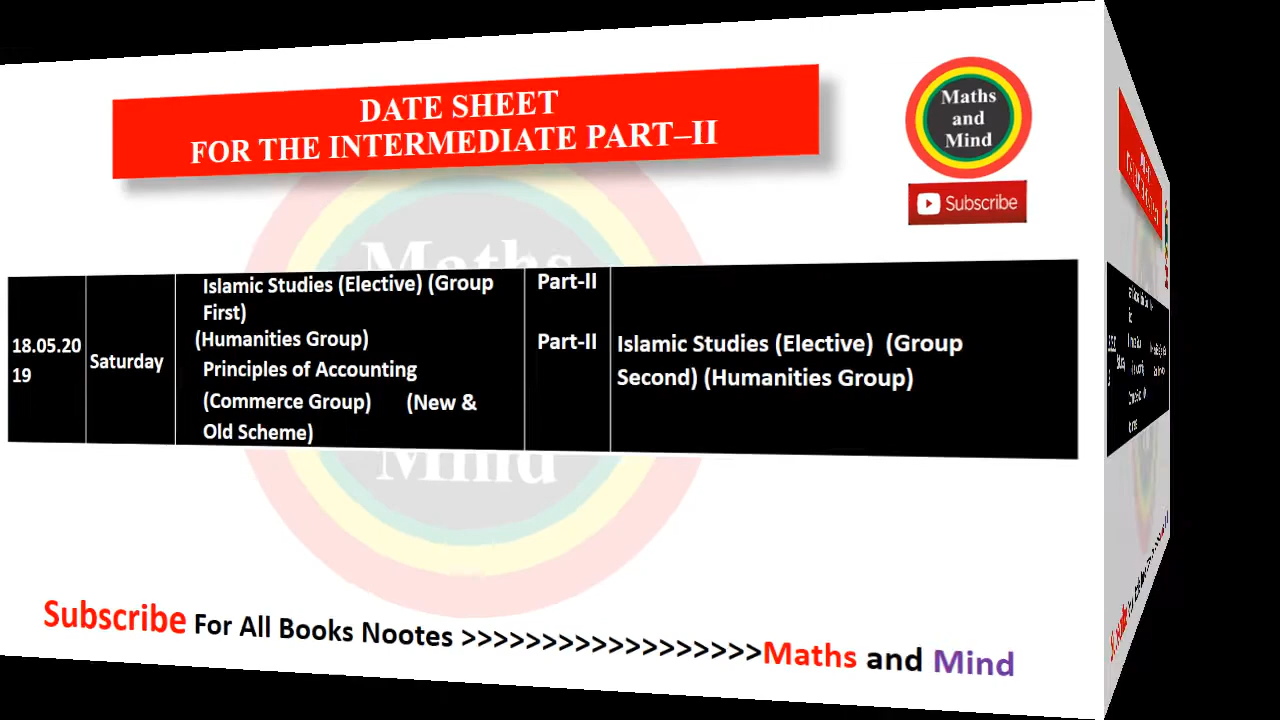 DATE SHEET
FOR THE INTERMEDIATE PART–II
Maths
and
Mind
Subscribe
Maths
Mind
18.05.20
19
Saturday
Islamic Studies (Elective) (Group
First)
(Humanities Group)
Principles of Accounting
(Commerce Group) (New &
Old Scheme)
Part-II
Part-II
Islamic Studies (Elective) (Group
Second) (Humanities Group)
Subscribe For All Books Nootes >>>>>>>>>>>>>>>>>>>Maths and Mind